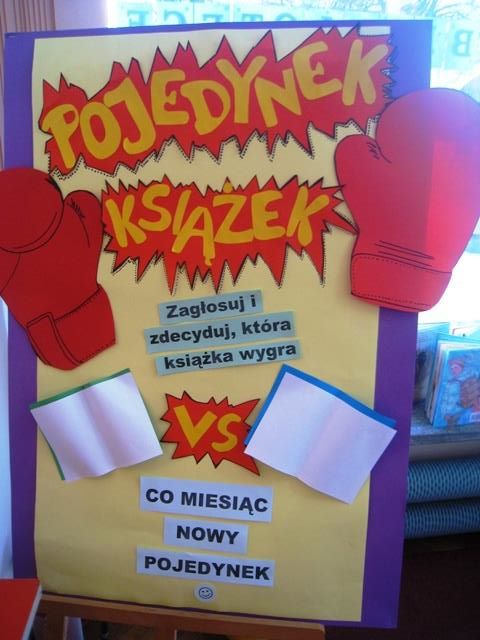 POJEDYNEK
KSIĄŻEK
Zagłosuj i
zdecyduj, która
książka wygra
VS
CO MIESIĄC
NOWY
POJEDYNEK